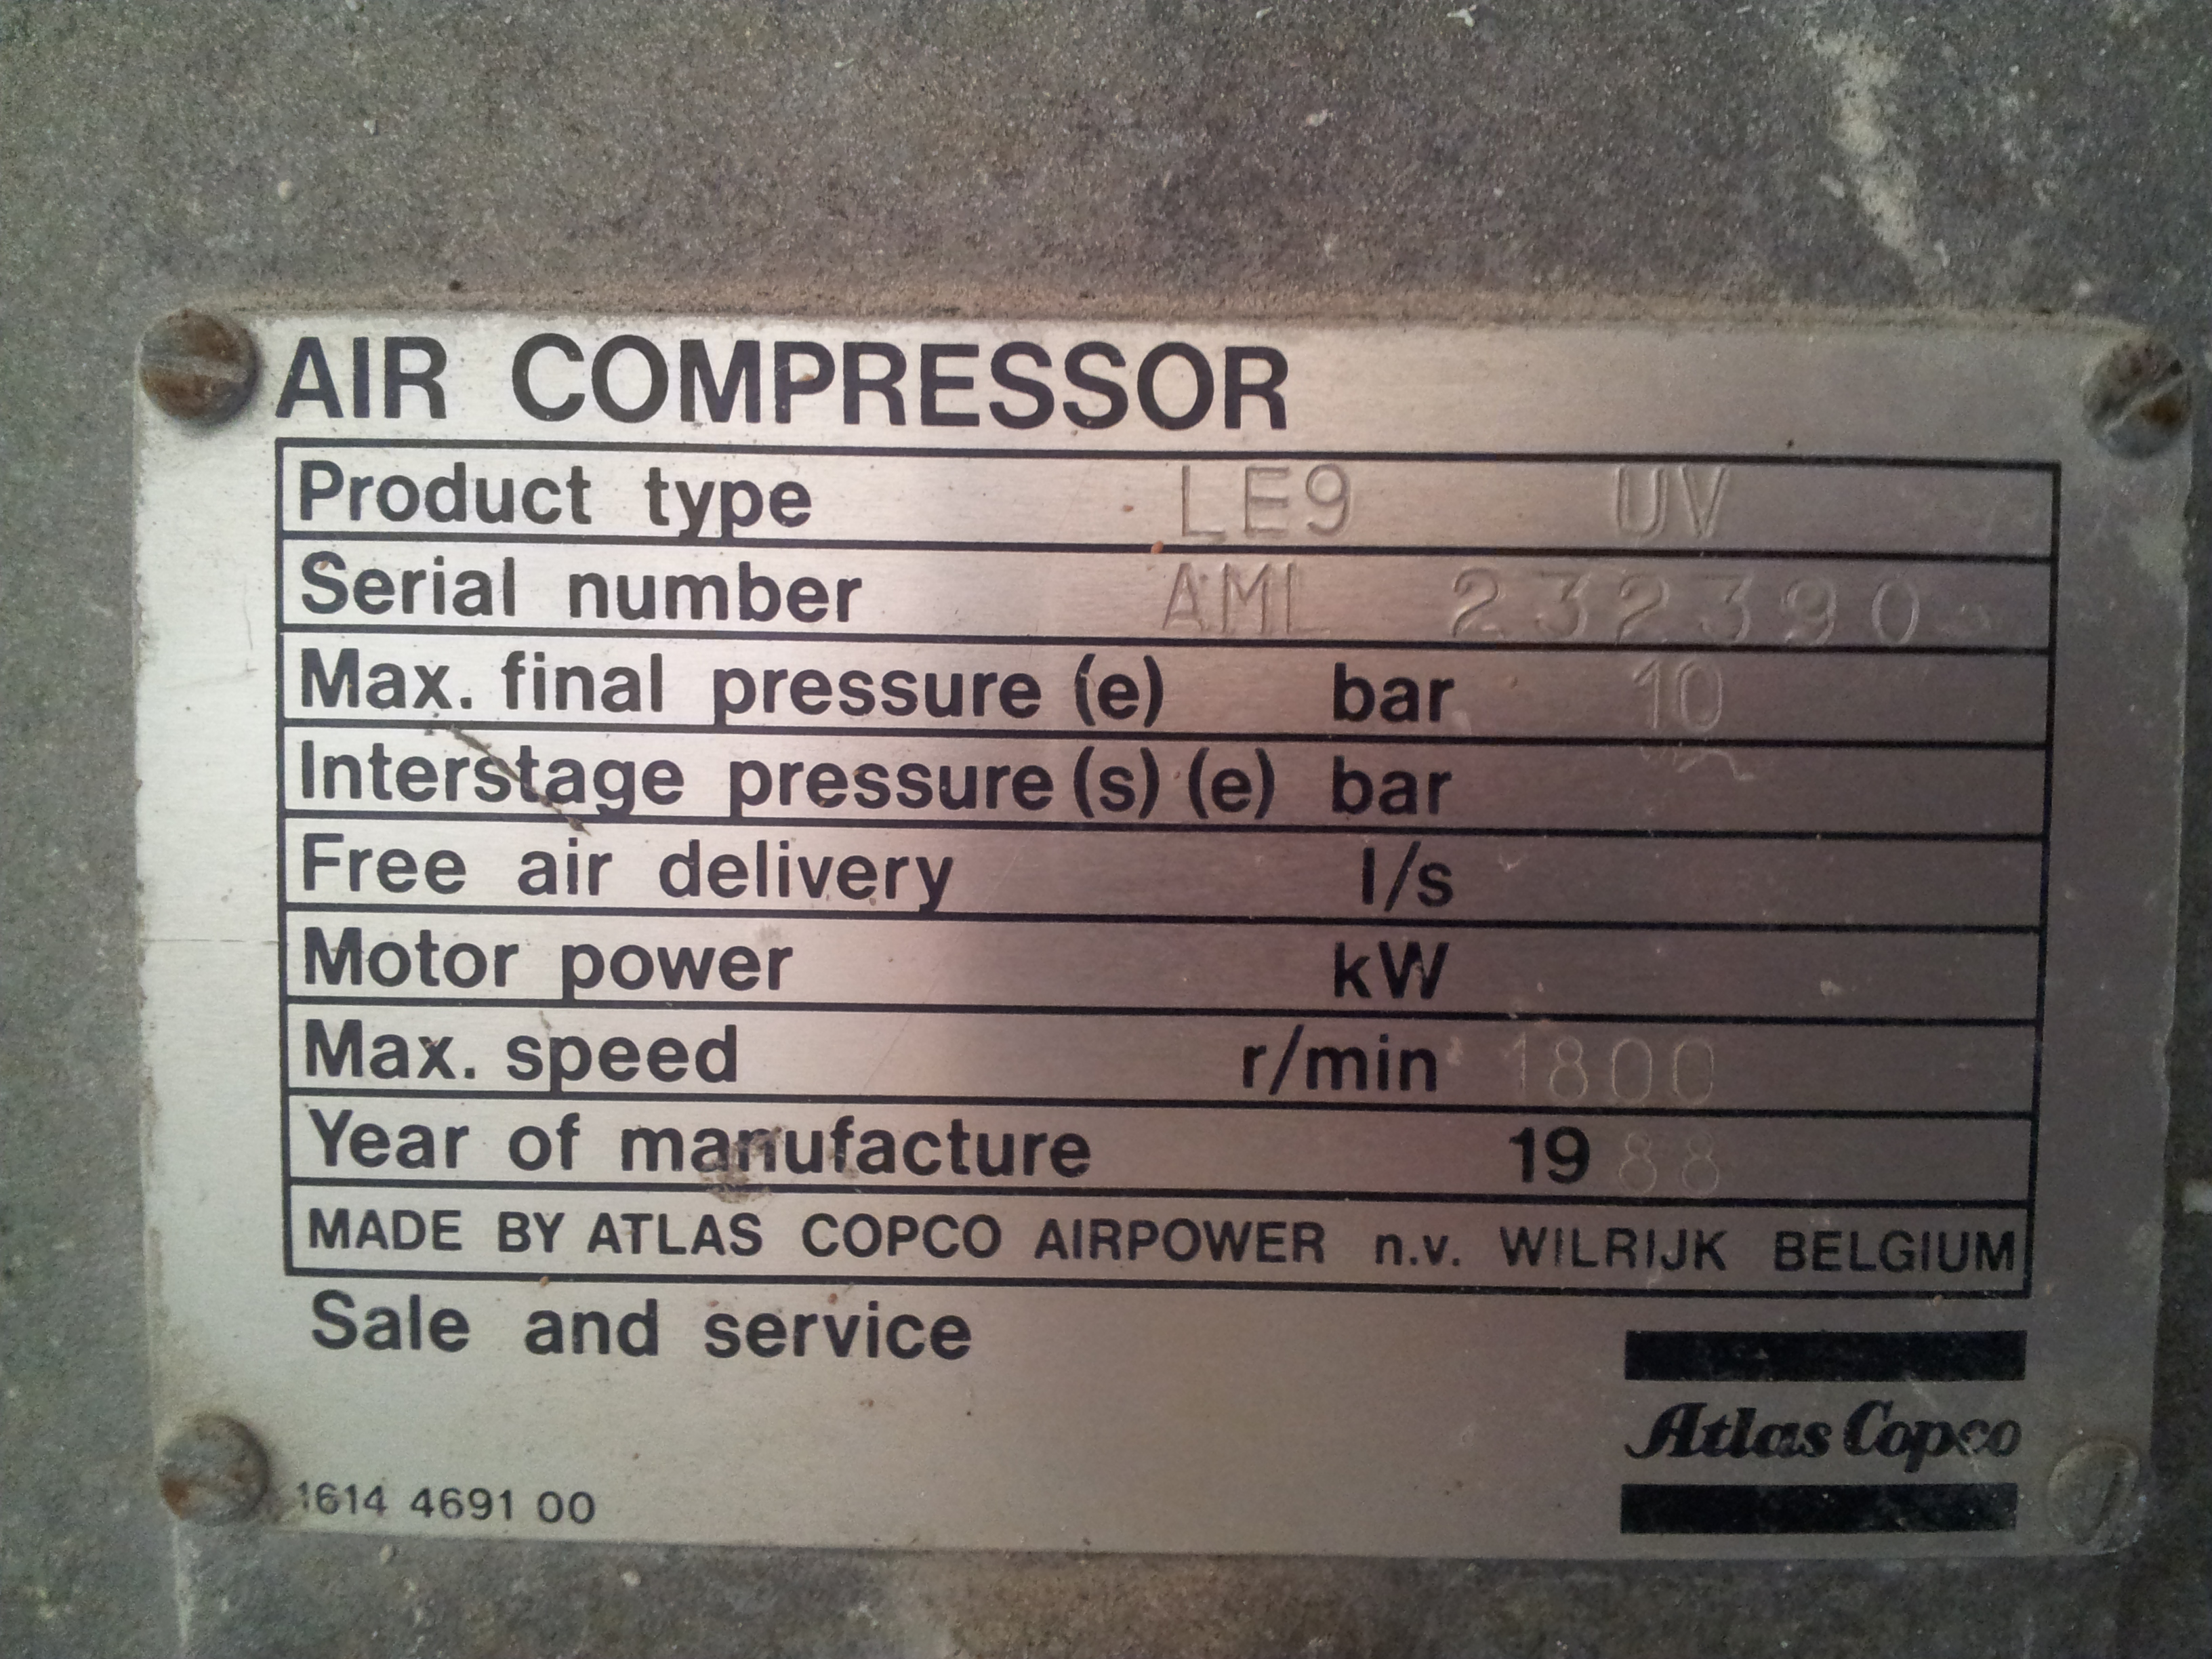 AIR COMPRESSOR
Product type LE9 UV
Serial number AML 232390
Max. final pressure (e) bar 10
Interstage pressure (s) (e) bar
Free air delivery l/s
Motor power kW
Max. speed r/min 1800
Year of manufacture 1988
MADE BY ATLAS COPCO AIRPOWER n.v. WILRIJK BELGIUM
Sale and service
Atlas Copco
1614 4691 00